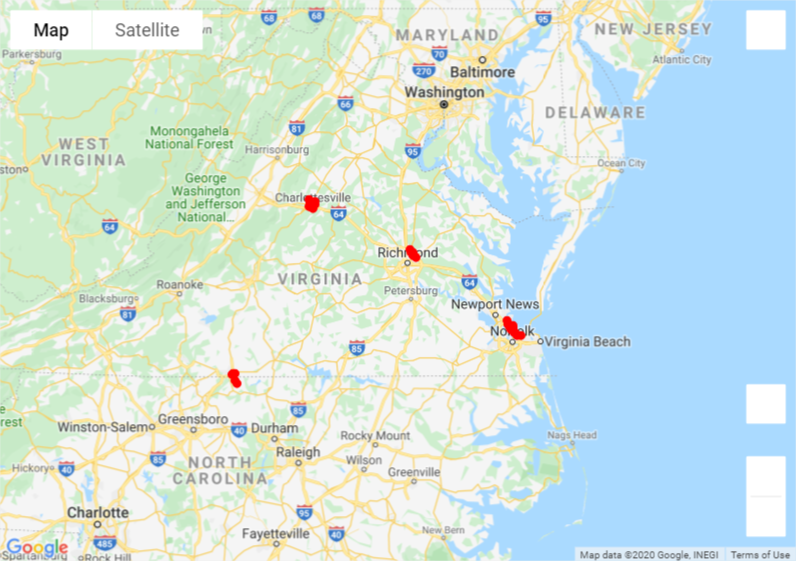 Map
Satellite
68
68
95
MARYLAND
NEW JERSEY
Parkersburg
70
270
Baltimore
Atlantic City
Washington
66
DELAWARE
81
Monongahela
National Forest
WEST
VIRGINIA
Harrisonburg
95
Ocean City
George
Washington
and Jefferson
National...
Charlottesville
64
64
Richmond
VIRGINIA
64
Roanoke
Petersburg
Blacksburg
81
Newport News
Norfolk
Virginia Beach
85
85
Greensboro
Winston-Salem
40
Durham
Rocky Mount
Nags Head
85
Raleigh
Wilson
Hickory
40
NORTH
CAROLINA
Greenville
95
Charlotte
Fayetteville
40
New Bern
485
Google
Spartanburg
Rock Hill
Map data ©2020 Google, INEGI
Terms of Use